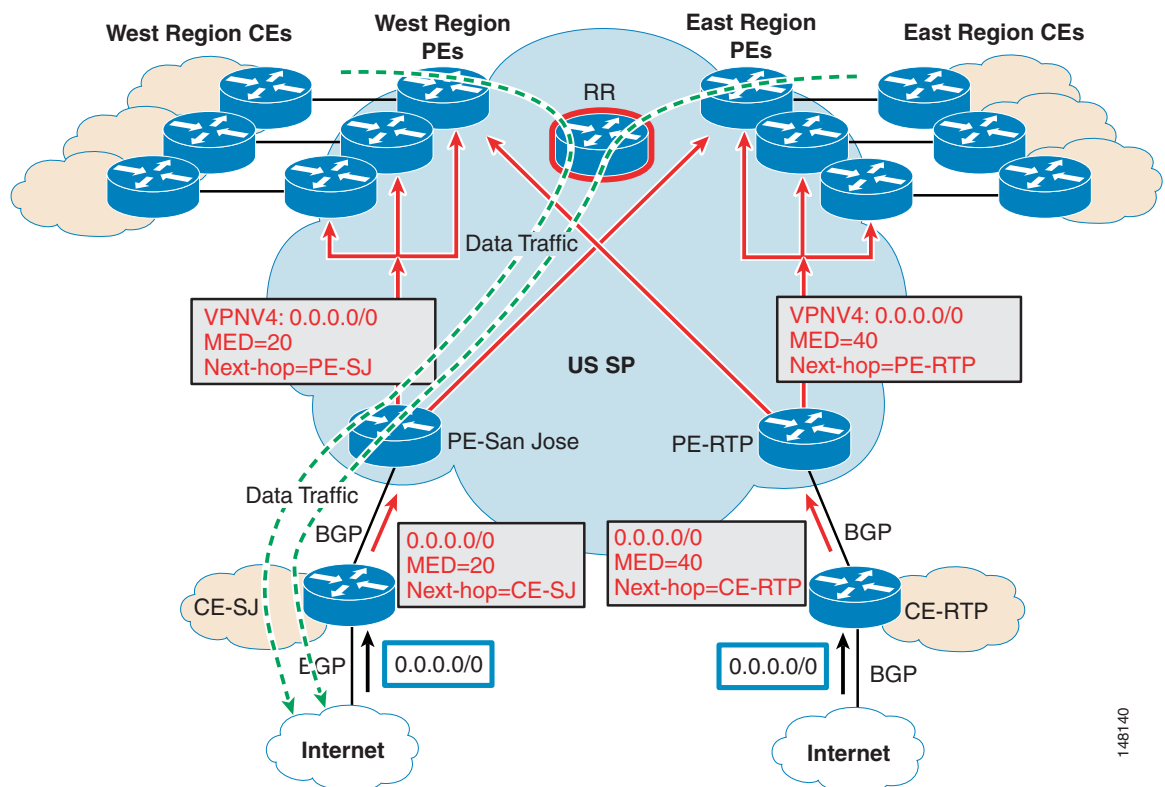 West Region CEs
West Region
PEs
East Region
PEs
East Region CEs
RR
Data Traffic
VPNV4: 0.0.0.0/0
MED=20
Next-hop=PE-SJ
VPNV4: 0.0.0.0/0
MED=40
Next-hop=PE-RTP
US SP
PE-San Jose
PE-RTP
Data Traffic
BGP
BGP
0.0.0.0/0
MED=20
Next-hop=CE-SJ
0.0.0.0/0
MED=40
Next-hop=CE-RTP
CE-SJ
CE-RTP
BGP
0.0.0.0/0
0.0.0.0/0
BGP
Internet
Internet
148140